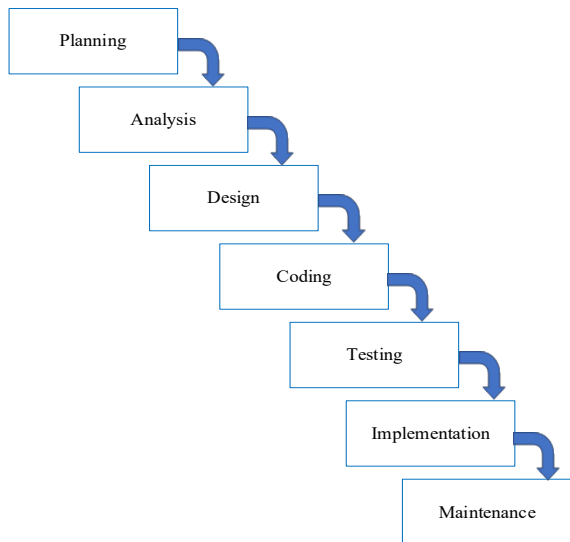 Planning
Analysis
Design
Coding
Testing
Implementation
Maintenance